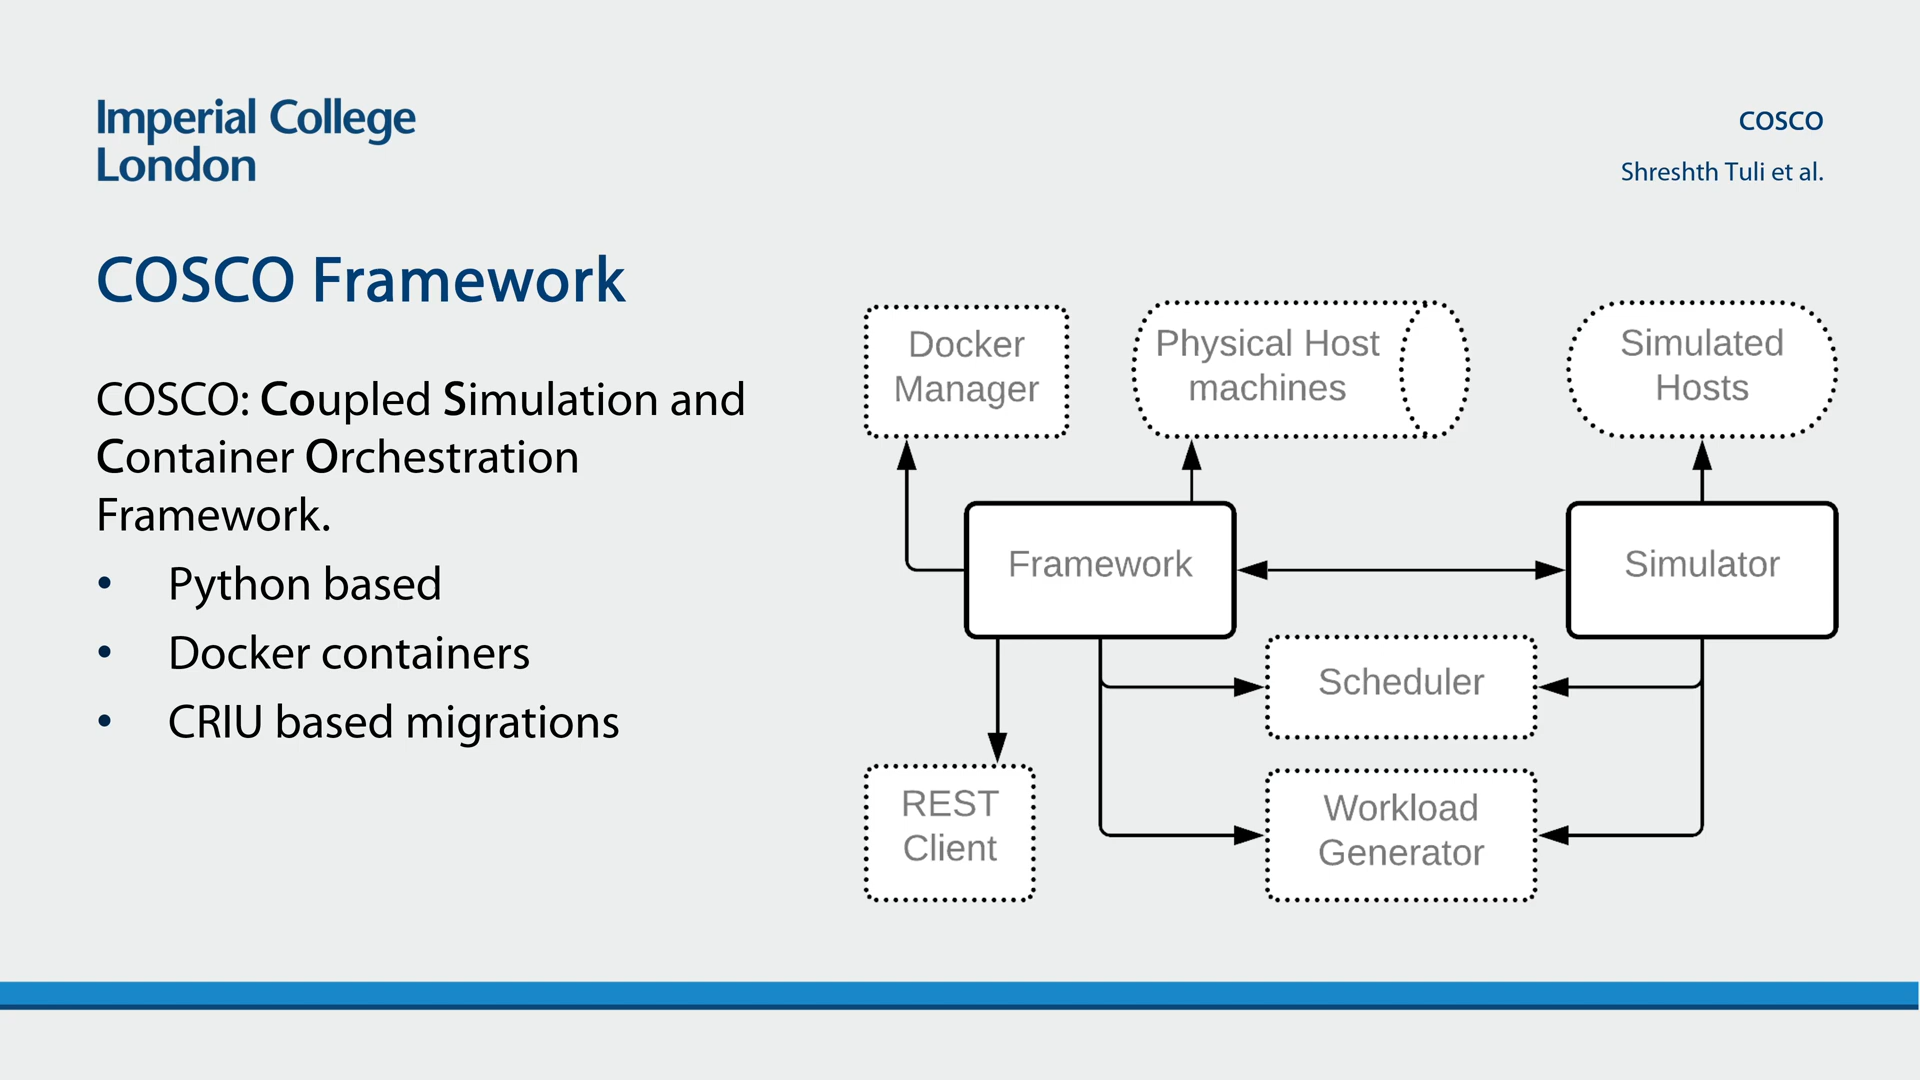 Imperial College
London
COSCO
Shreshth Tuli et al.
COSCO Framework
COSCO: Coupled Simulation and
Container Orchestration
Framework.
• Python based
• Docker containers
• CRIU based migrations
Docker
Manager
Physical Host
machines
Simulated
Hosts
Framework
Simulator
Scheduler
REST
Client
Workload
Generator